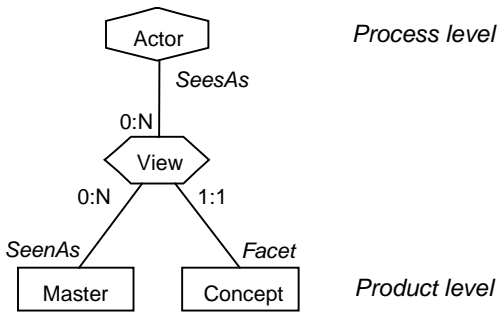 Actor
Process level
SeesAs
0:N
View
0:N
1:1
SeenAs
Facet
Master
Concept
Product level